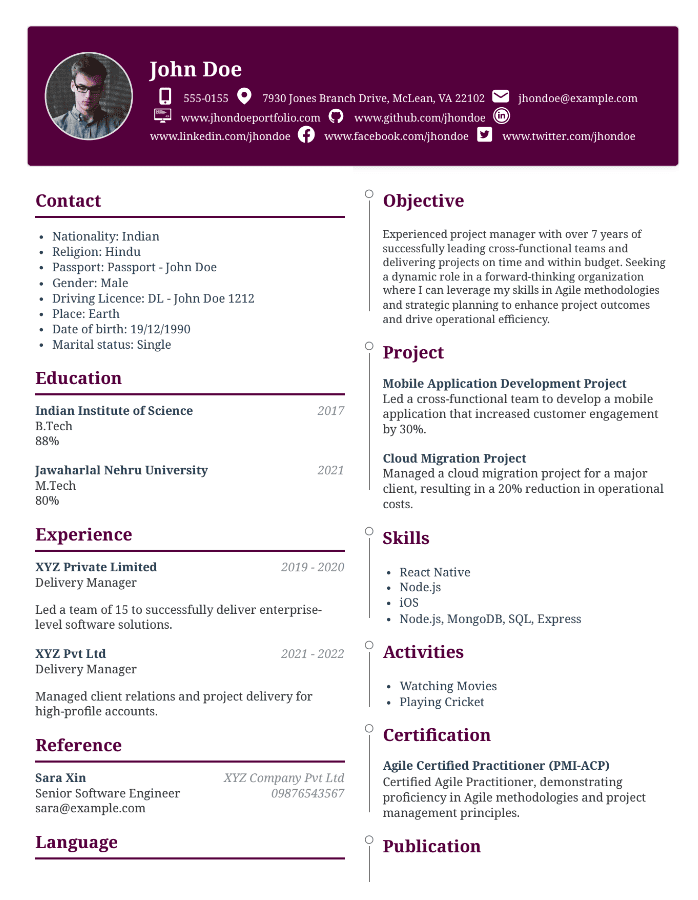 John Doe
555-0155 7930 Jones Branch Drive, McLean, VA 22102 jhondoe@example.com
www.jhondoeportfolio.com www.github.com/jhondoe
www.linkedin.com/jhondoe www.facebook.com/jhondoe www.twitter.com/jhondoe
Contact
• Nationality: Indian
• Religion: Hindu
• Passport: Passport - John Doe
• Gender: Male
• Driving Licence: DL - John Doe 1212
• Place: Earth
• Date of birth: 19/12/1990
• Marital status: Single
Education
Indian Institute of Science 2017
B.Tech
88%
Jawaharlal Nehru University 2021
M.Tech
80%
Experience
XYZ Private Limited 2019 - 2020
Delivery Manager
Led a team of 15 to successfully deliver enterprise-
level software solutions.
XYZ Pvt Ltd 2021 - 2022
Delivery Manager
Managed client relations and project delivery for
high-profile accounts.
Reference
Sara Xin XYZ Company Pvt Ltd
Senior Software Engineer 09876543567
sara@example.com
Language
Objective
Experienced project manager with over 7 years of
successfully leading cross-functional teams and
delivering projects on time and within budget. Seeking
a dynamic role in a forward-thinking organization
where I can leverage my skills in Agile methodologies
and strategic planning to enhance project outcomes
and drive operational efficiency.
Project
Mobile Application Development Project
Led a cross-functional team to develop a mobile
application that increased customer engagement
by 30%.
Cloud Migration Project
Managed a cloud migration project for a major
client, resulting in a 20% reduction in operational
costs.
Skills
• React Native
• Node.js
• iOS
• Node.js, MongoDB, SQL, Express
Activities
• Watching Movies
• Playing Cricket
Certification
Agile Certified Practitioner (PMI-ACP)
Certified Agile Practitioner, demonstrating
proficiency in Agile methodologies and project
management principles.
Publication